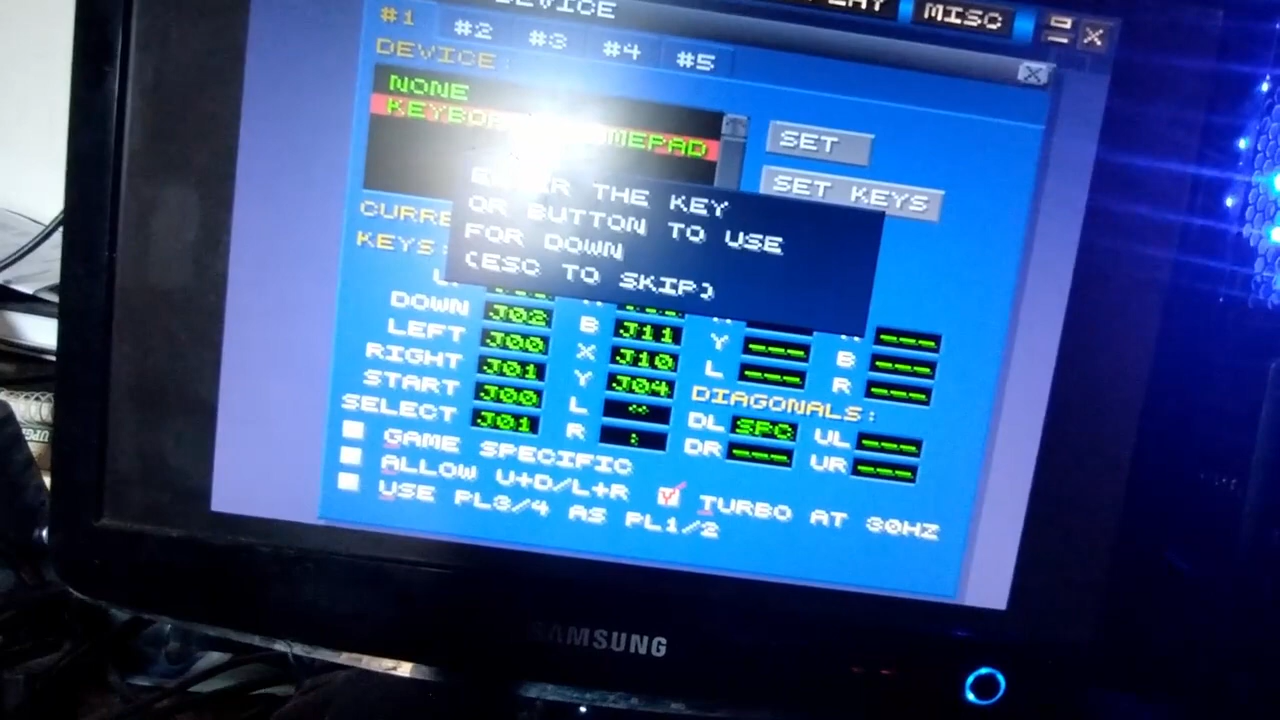 DEVICE
MISC
#1 #2 #3 #4 #5
DEVICE:
NONE
SET
SET KEYS
THE KEY
OR BUTTON TO USE
FOR DOWN
(ESC TO SKIP)
KEYS:
DOWN J02 B J11 Y --- B ---
LEFT J00 X J10 L --- R ---
RIGHT J01 Y J04 DIAGONALS:
START J00 L DL SPC UL ---
SELECT J01 R : DR --- UR ---
GAME SPECIFIC
ALLOW U+D/L+R TURBO AT 30HZ
USE PL3/4 AS PL1/2
SAMSUNG